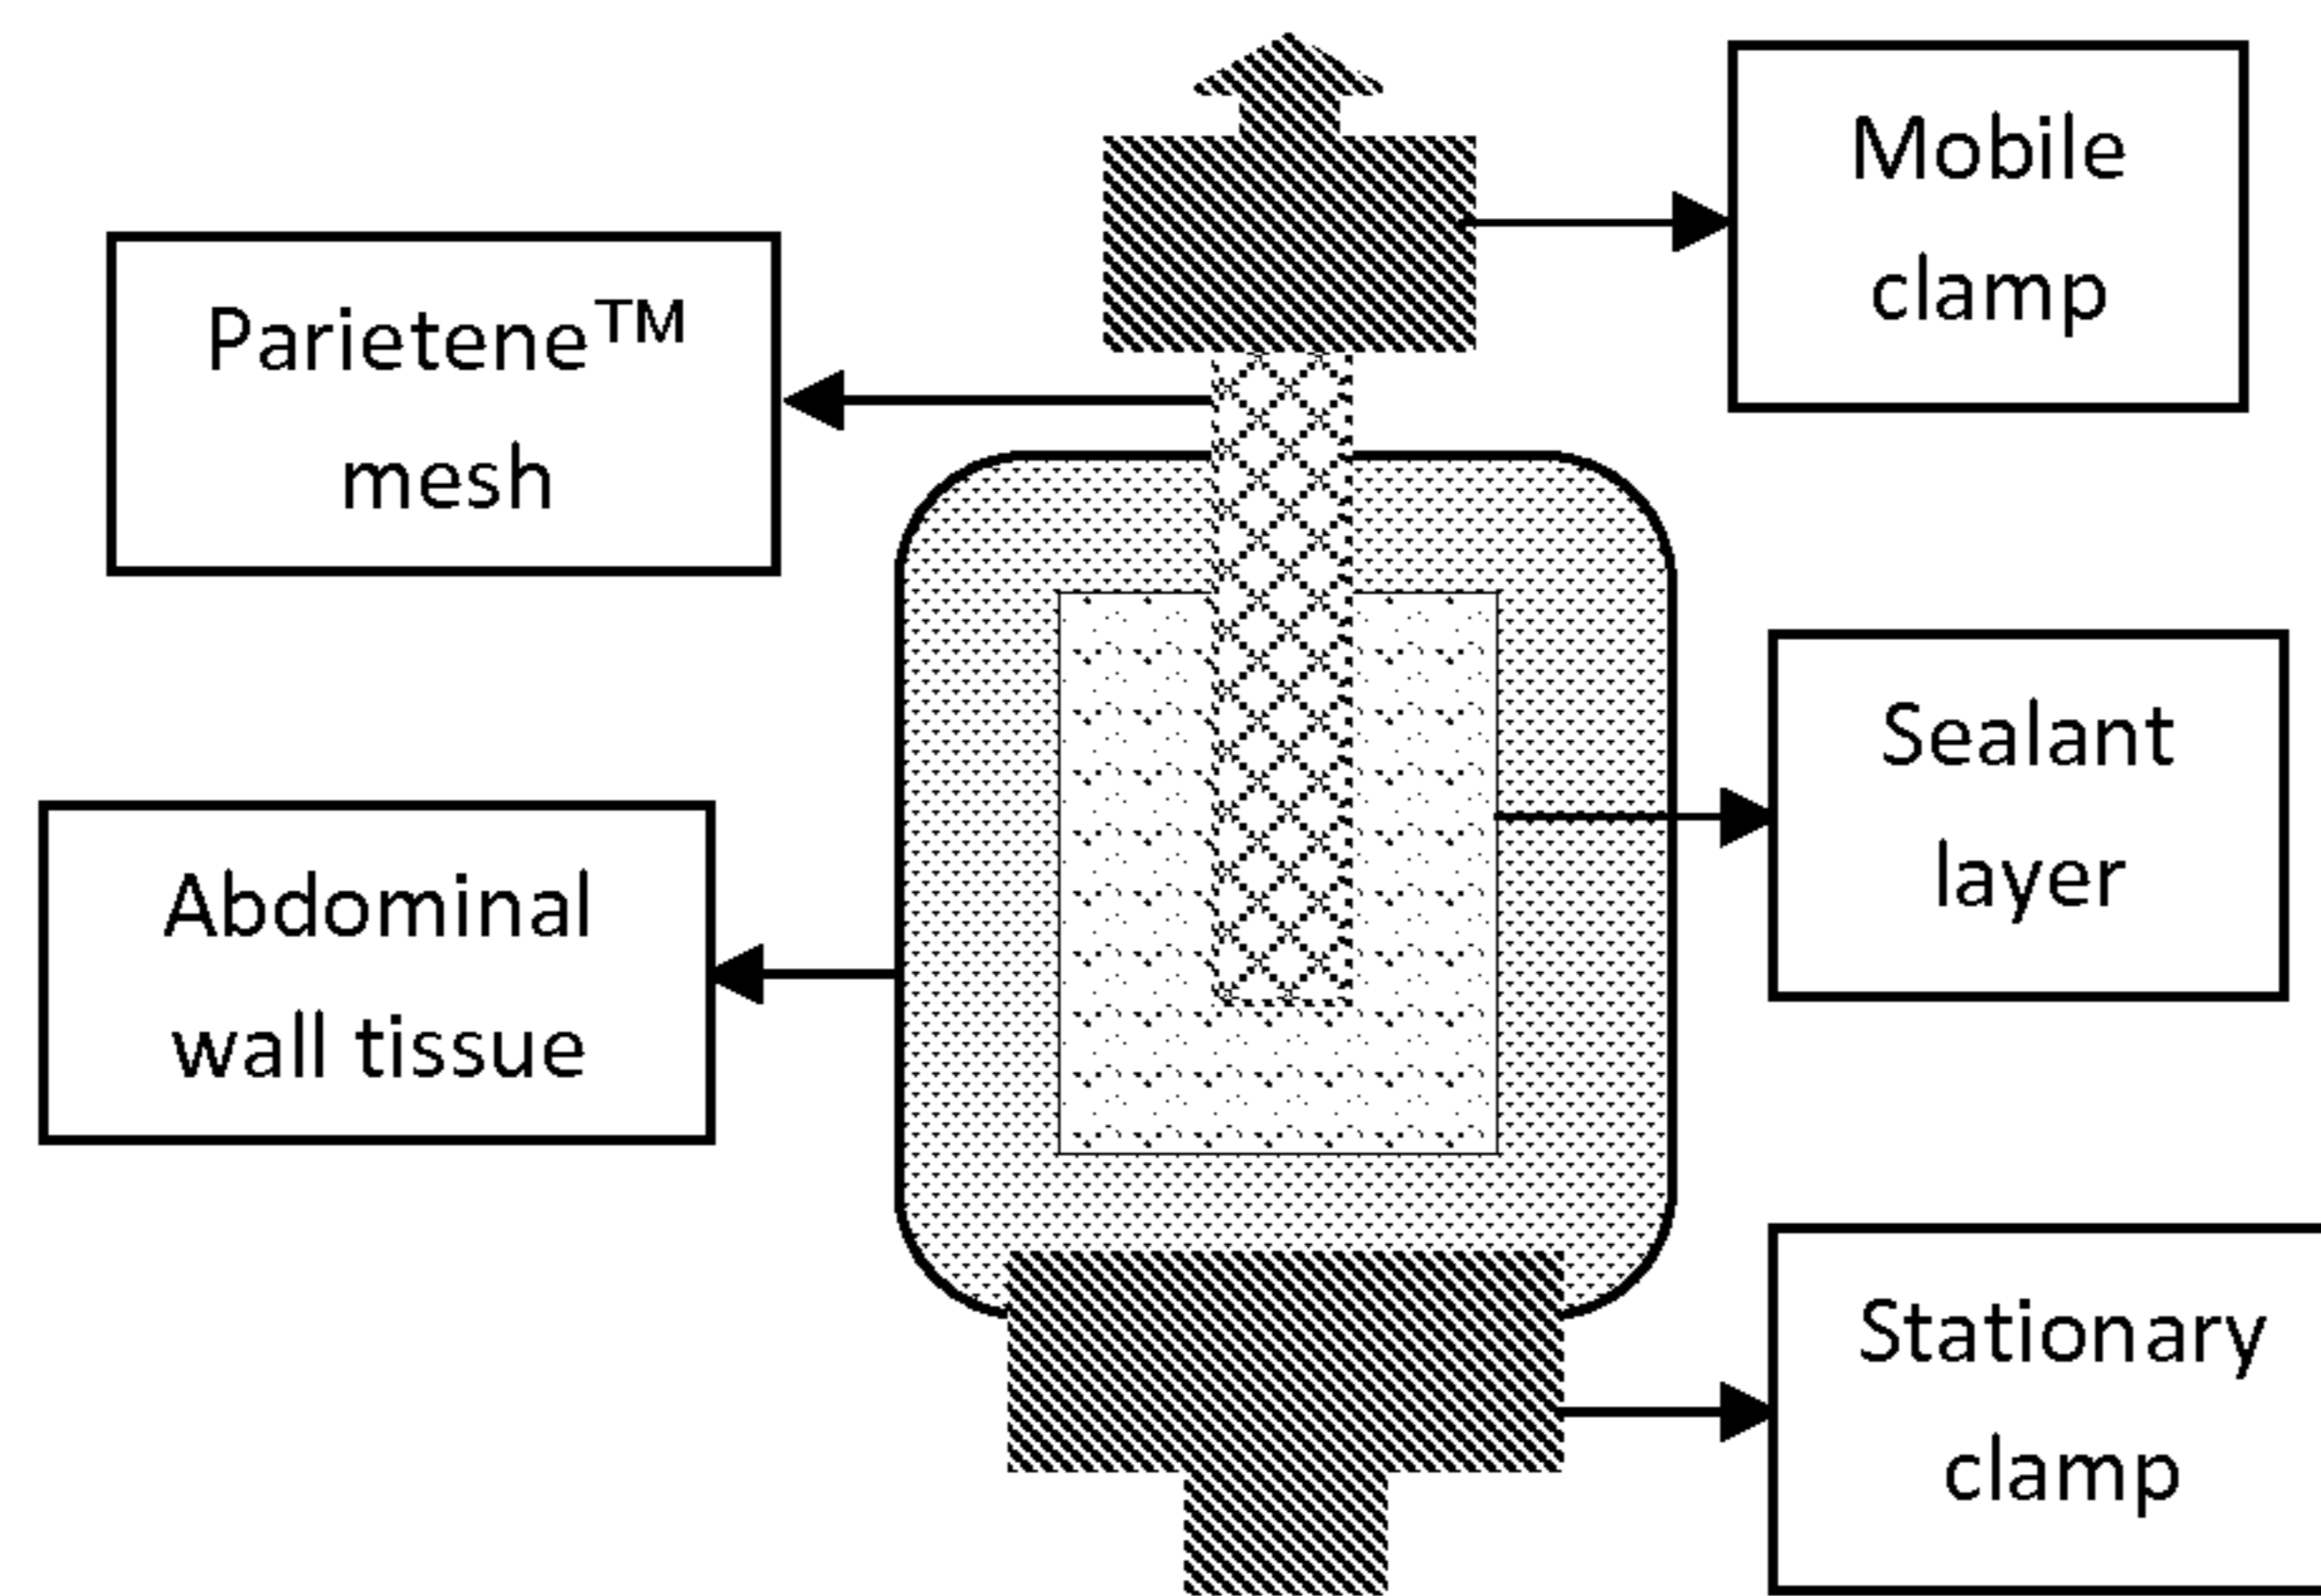 Mobile
clamp
Parietene™
mesh
Sealant
layer
Abdominal
wall tissue
Stationary
clamp